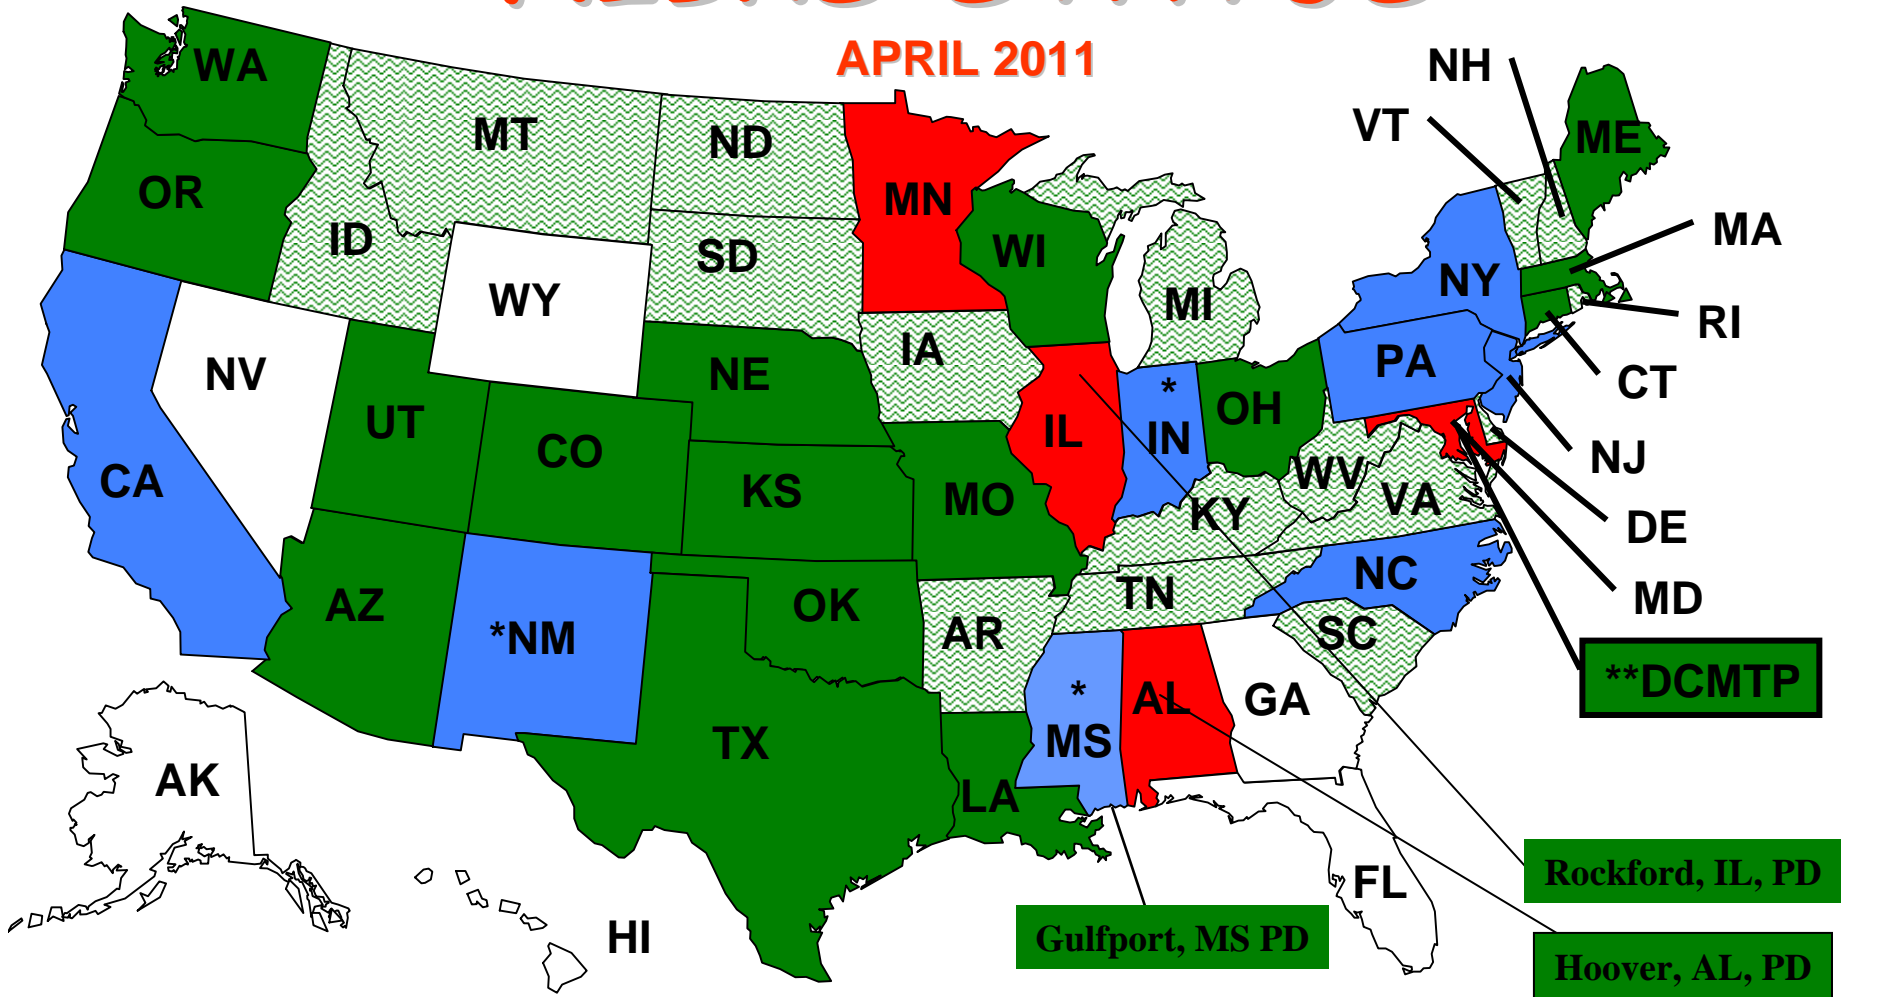 APRIL 2011
NH
WA
VT
MT
ME
ND
OR
MN
MA
ID
WI
SD
NY
WY
MI
RI
IA
PA
NV
NE
CT
*
OH
UT
IL
IN
CO
NJ
CA
WV
KS
MO
VA
KY
DE
NC
TN
MD
AZ
OK
*NM
AR
SC
**DCMTP
*
AL
GA
MS
TX
AK
LA
FL
Rockford, IL, PD
HI
Gulfport, MS PD
Hoover, AL, PD